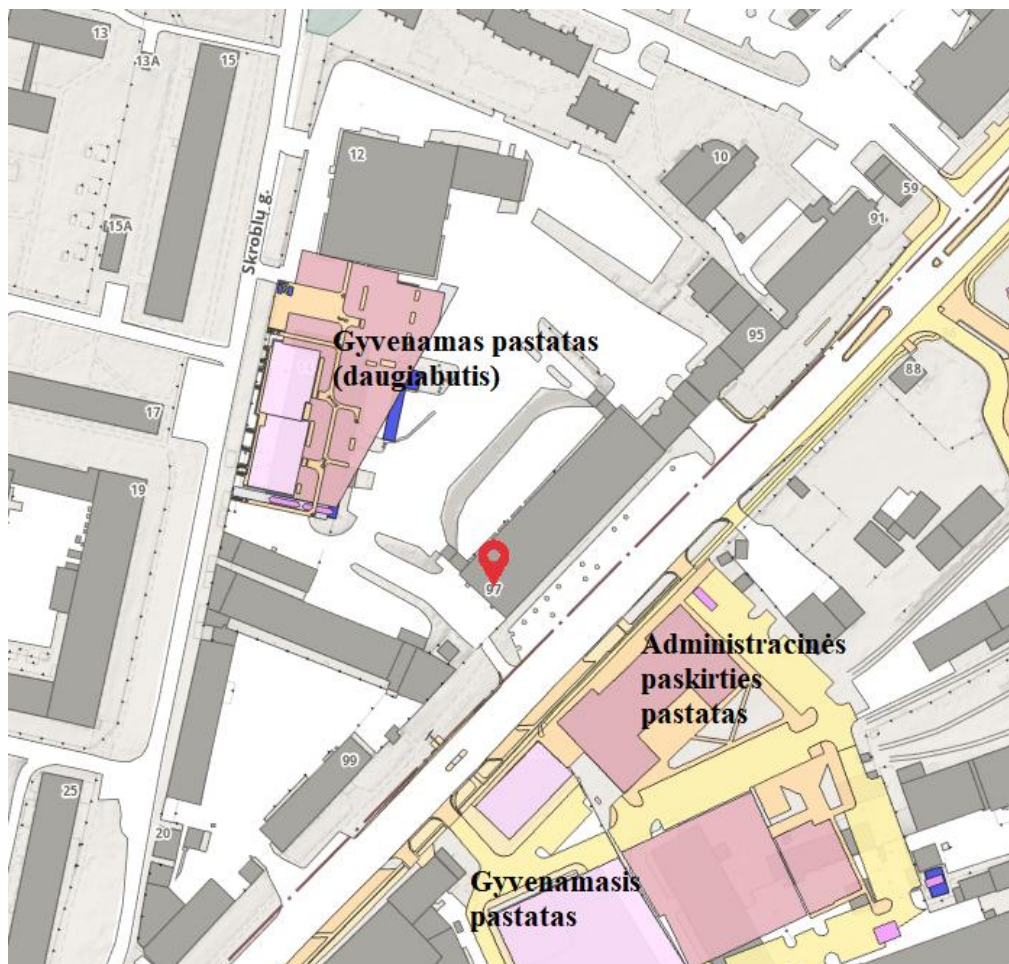 13
13A
15
12
10
59
91
15A
Skroblų g.
95
Gyvenamas pastatas
(daugiabutis)
88
17
19
97
Administracinės
paskirties
pastatas
99
25
20
Gyvenamasis
pastatas